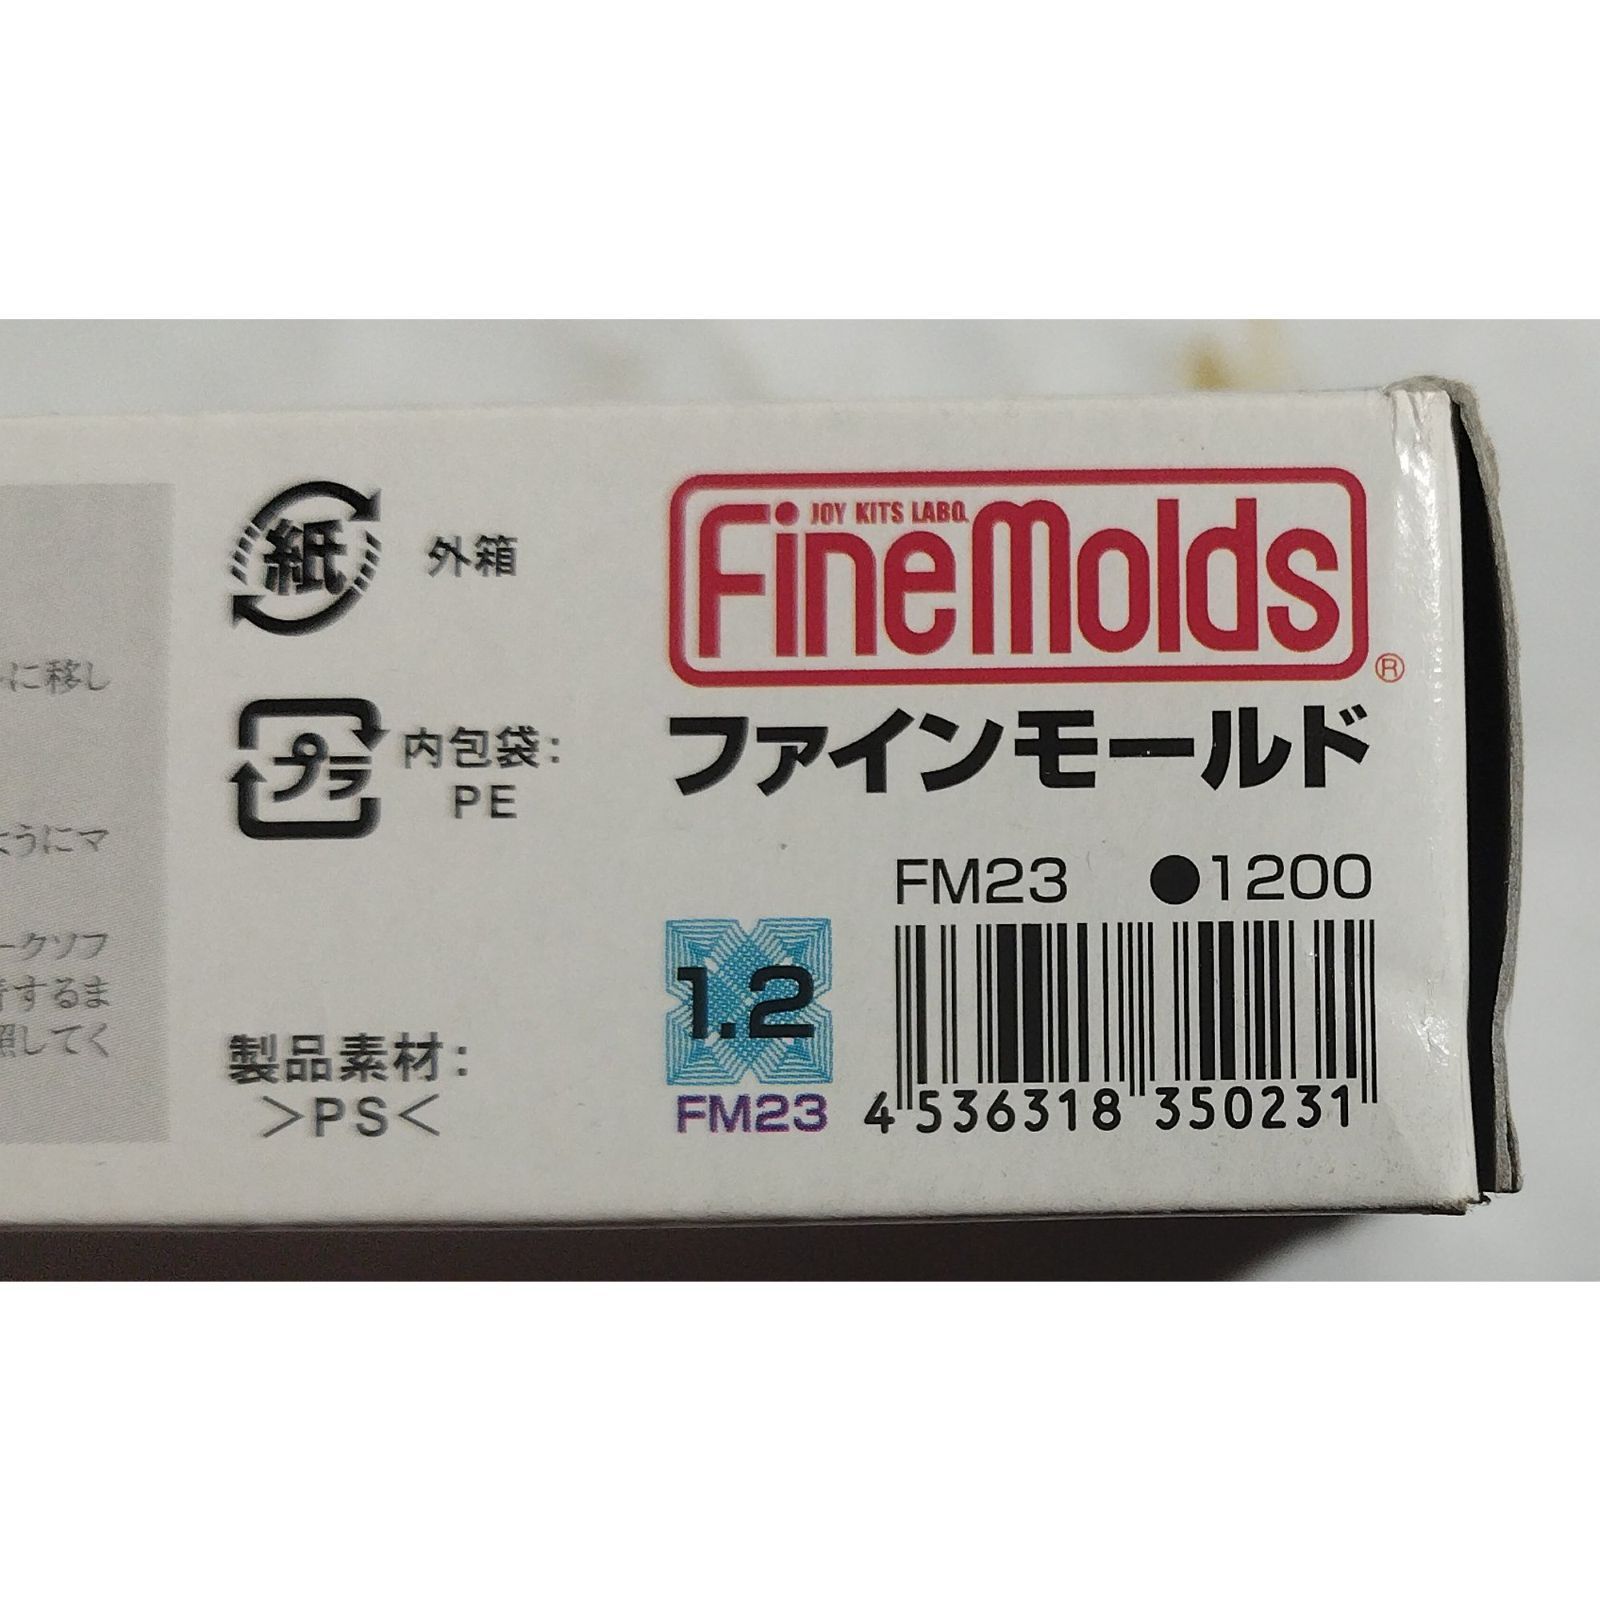 に移し
ようにマ
ークソフ
するま
照してく
紙
外箱
プラ
内包袋:
PE
製品素材:
>PS<
JOY KITS LABO.
FineMolds®
ファインモールド
FM23 ●1200
1.2
FM23
4 536318 350231